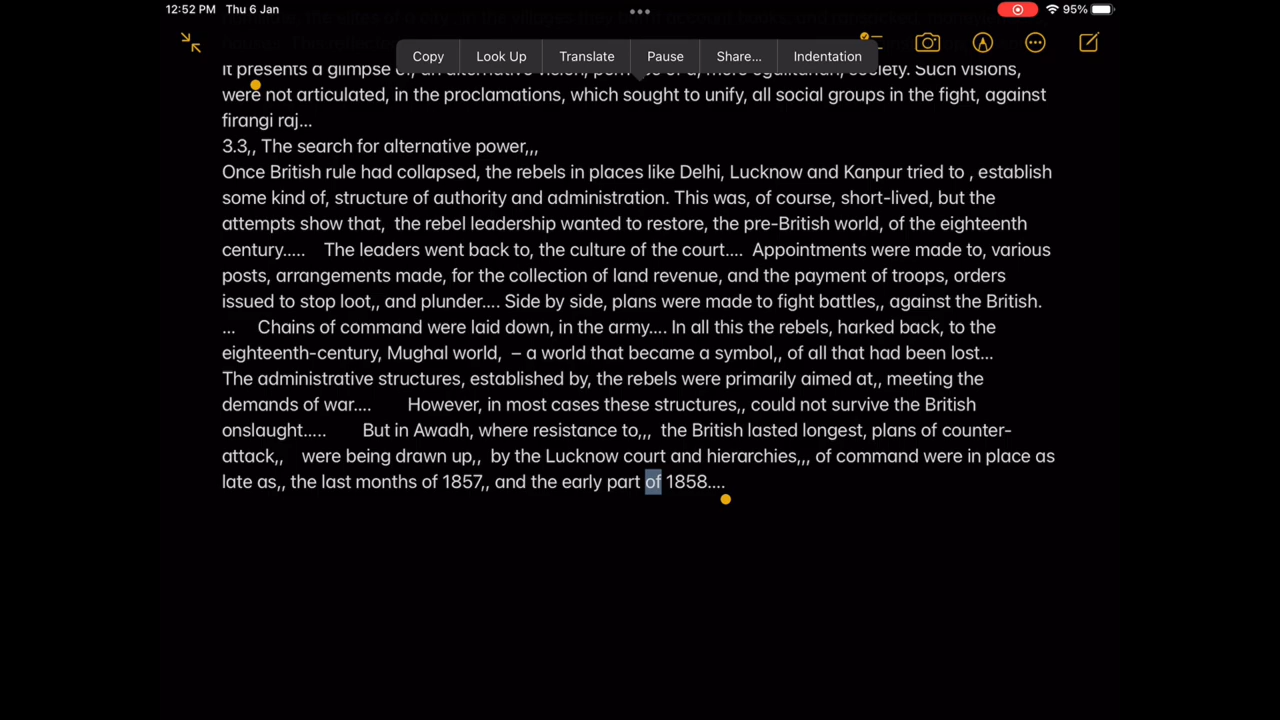 12:52 PM Thu 6 Jan
95%
Copy Look Up Translate Pause Share... Indentation
It presents a glimpse of, an alternative vision, perhaps of a, more egalitarian, society. Such visions,
were not articulated, in the proclamations, which sought to unify, all social groups in the fight, against
firangi raj...
3.3,, The search for alternative power,,,
Once British rule had collapsed, the rebels in places like Delhi, Lucknow and Kanpur tried to , establish
some kind of, structure of authority and administration. This was, of course, short-lived, but the
attempts show that,  the rebel leadership wanted to restore, the pre-British world, of the eighteenth
century.....    The leaders went back to, the culture of the court....  Appointments were made to, various
posts, arrangements made, for the collection of land revenue, and the payment of troops, orders
issued to stop loot,, and plunder.... Side by side, plans were made to fight battles,, against the British.
...    Chains of command were laid down, in the army.... In all this the rebels, harked back, to the
eighteenth-century, Mughal world,  – a world that became a symbol,, of all that had been lost...
The administrative structures, established by, the rebels were primarily aimed at,, meeting the
demands of war....      However, in most cases these structures,, could not survive the British
onslaught.....      But in Awadh, where resistance to,,,  the British lasted longest, plans of counter-
attack,,    were being drawn up,,  by the Lucknow court and hierarchies,,, of command were in place as
late as,, the last months of 1857,, and the early part of 1858....